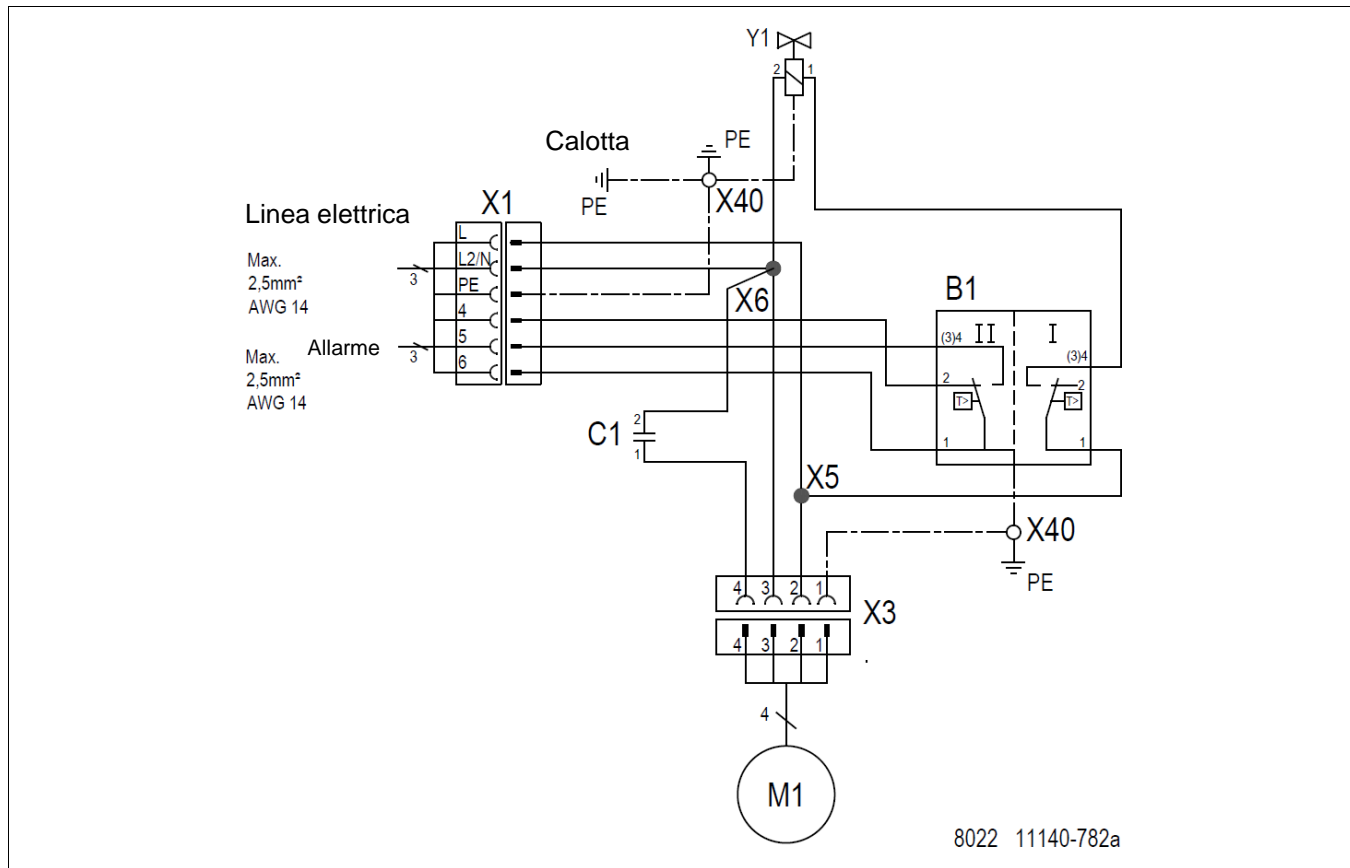 Y1
2 1
Calotta
PE
PE
X40
Linea elettrica
X1
L
Max.
2,5mm²
AWG 14
3
L2/N
PE
X6
B1
4
Allarme
Max.
2,5mm²
AWG 14
3
5
6
(3)4 II I
(3)4
2
2
T>
T>
1
1
C1
2
1
X5
X40
PE
4 3 2 1
X3
4 3 2 1
4
M1
8022 11140-782a